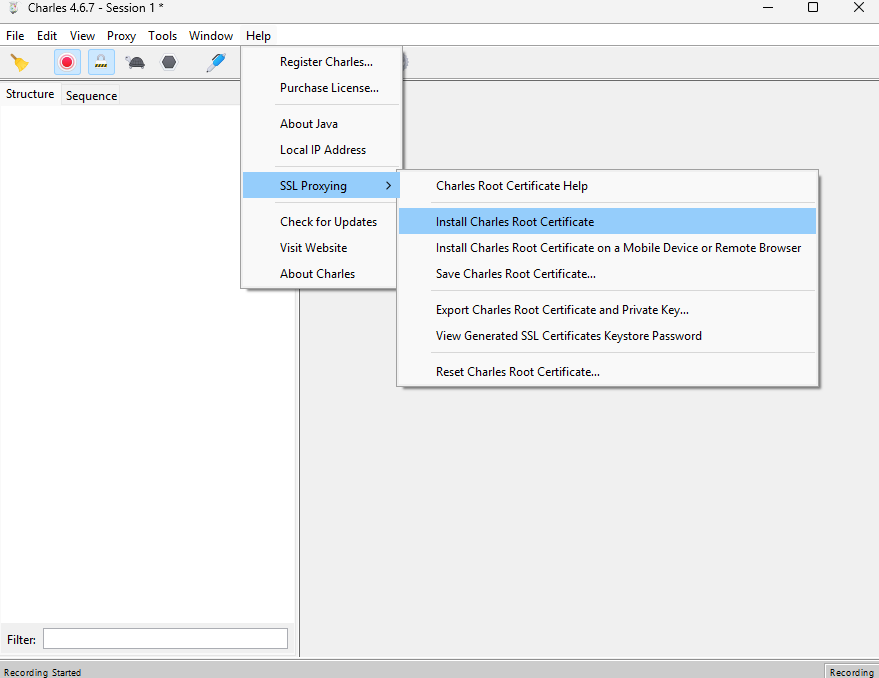 Charles 4.6.7 - Session 1 *
File Edit View Proxy Tools Window Help
Register Charles...
Purchase License...
Structure
Sequence
About Java
Local IP Address
SSL Proxying
Check for Updates
Visit Website
About Charles
Charles Root Certificate Help
Install Charles Root Certificate
Install Charles Root Certificate on a Mobile Device or Remote Browser
Save Charles Root Certificate...
Export Charles Root Certificate and Private Key...
View Generated SSL Certificates Keystore Password
Reset Charles Root Certificate...
Filter:
Recording Started
Recording